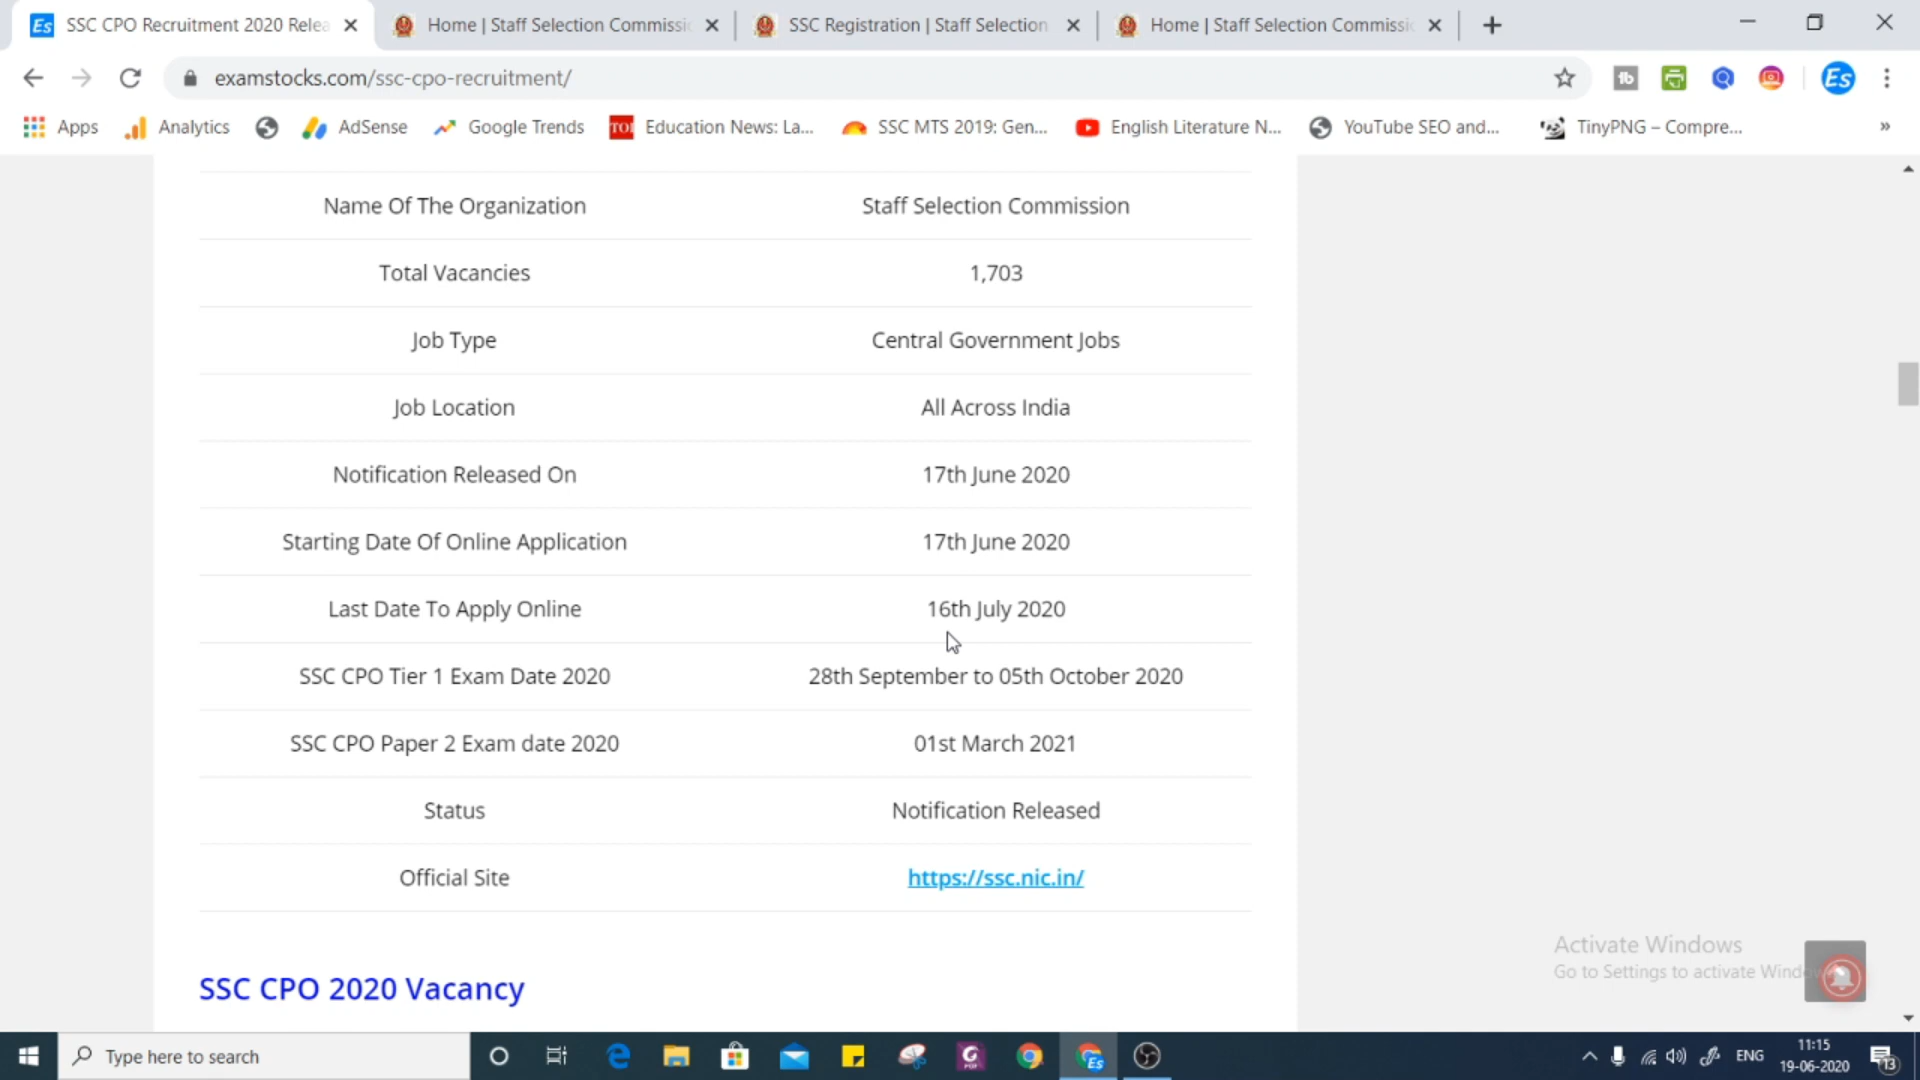 SSC CPO Recruitment 2020 Relea
Home | Staff Selection Commissi
SSC Registration | Staff Selection
Home | Staff Selection Commissi
examstocks.com/ssc-cpo-recruitment/
Apps
Analytics
AdSense
Google Trends
Education News: La...
SSC MTS 2019: Gen...
English Literature N...
YouTube SEO and...
TinyPNG – Compre...
»
Name Of The Organization Staff Selection Commission
Total Vacancies 1,703
Job Type Central Government Jobs
Job Location All Across India
Notification Released On 17th June 2020
Starting Date Of Online Application 17th June 2020
Last Date To Apply Online 16th July 2020
SSC CPO Tier 1 Exam Date 2020 28th September to 05th October 2020
SSC CPO Paper 2 Exam date 2020 01st March 2021
Status Notification Released
Official Site https://ssc.nic.in/
SSC CPO 2020 Vacancy
Activate Windows
Go to Settings to activate Windo
Type here to search
ENG
11:15
19-06-2020
13